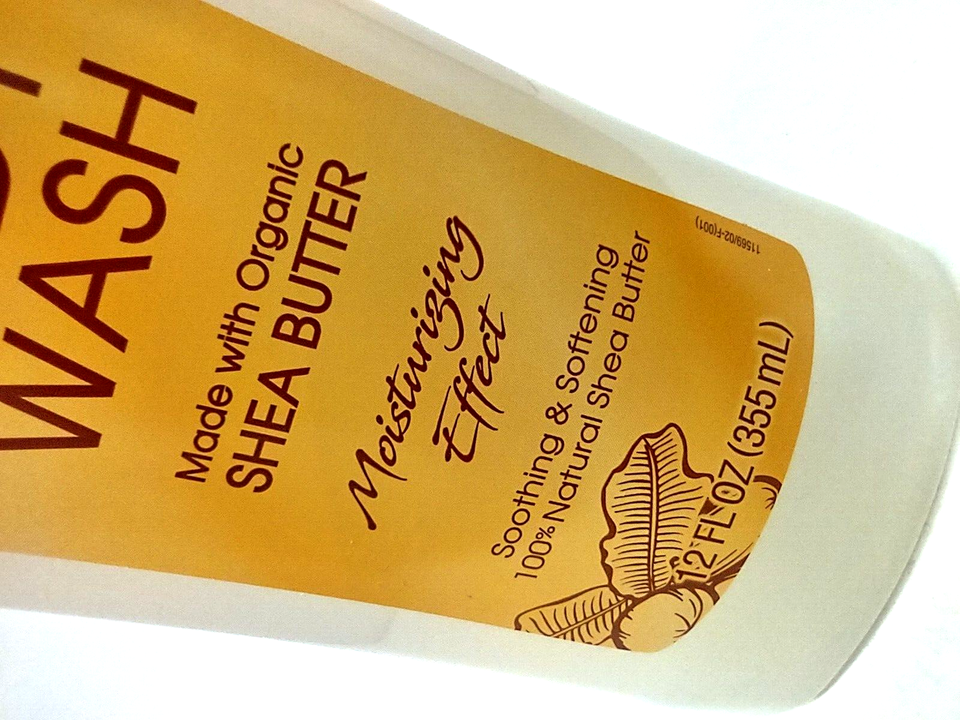 WASH
Made with Organic
SHEA BUTTER
Moisturizing
Effect
Soothing & Softening
100% Natural Shea Butter
12 FL OZ (355 mL)
11569/02-F(001)